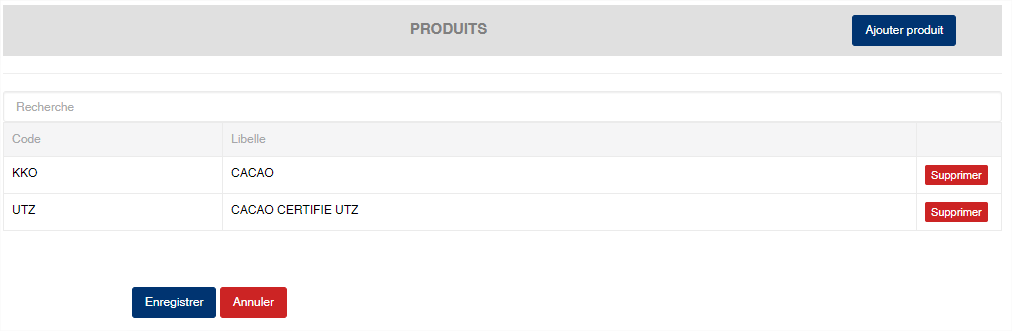 PRODUITS
Ajouter produit
Recherche
Code Libelle
KKO CACAO Supprimer
UTZ CACAO CERTIFIE UTZ Supprimer
Enregistrer Annuler